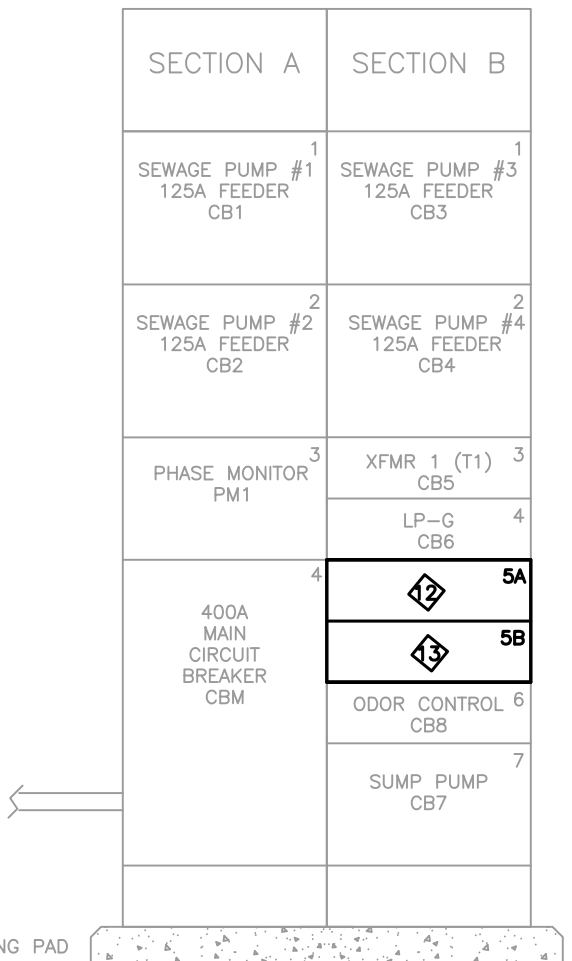 SECTION A
SECTION B
1
SEWAGE PUMP #1
125A FEEDER
CB1
1
SEWAGE PUMP #3
125A FEEDER
CB3
2
SEWAGE PUMP #2
125A FEEDER
CB2
2
SEWAGE PUMP #4
125A FEEDER
CB4
3
PHASE MONITOR
PM1
3
XFMR 1 (T1)
CB5
4
LP-G
CB6
4
400A
MAIN
CIRCUIT
BREAKER
CBM
5A
12
5B
13
6
ODOR CONTROL
CB8
7
SUMP PUMP
CB7
NG PAD